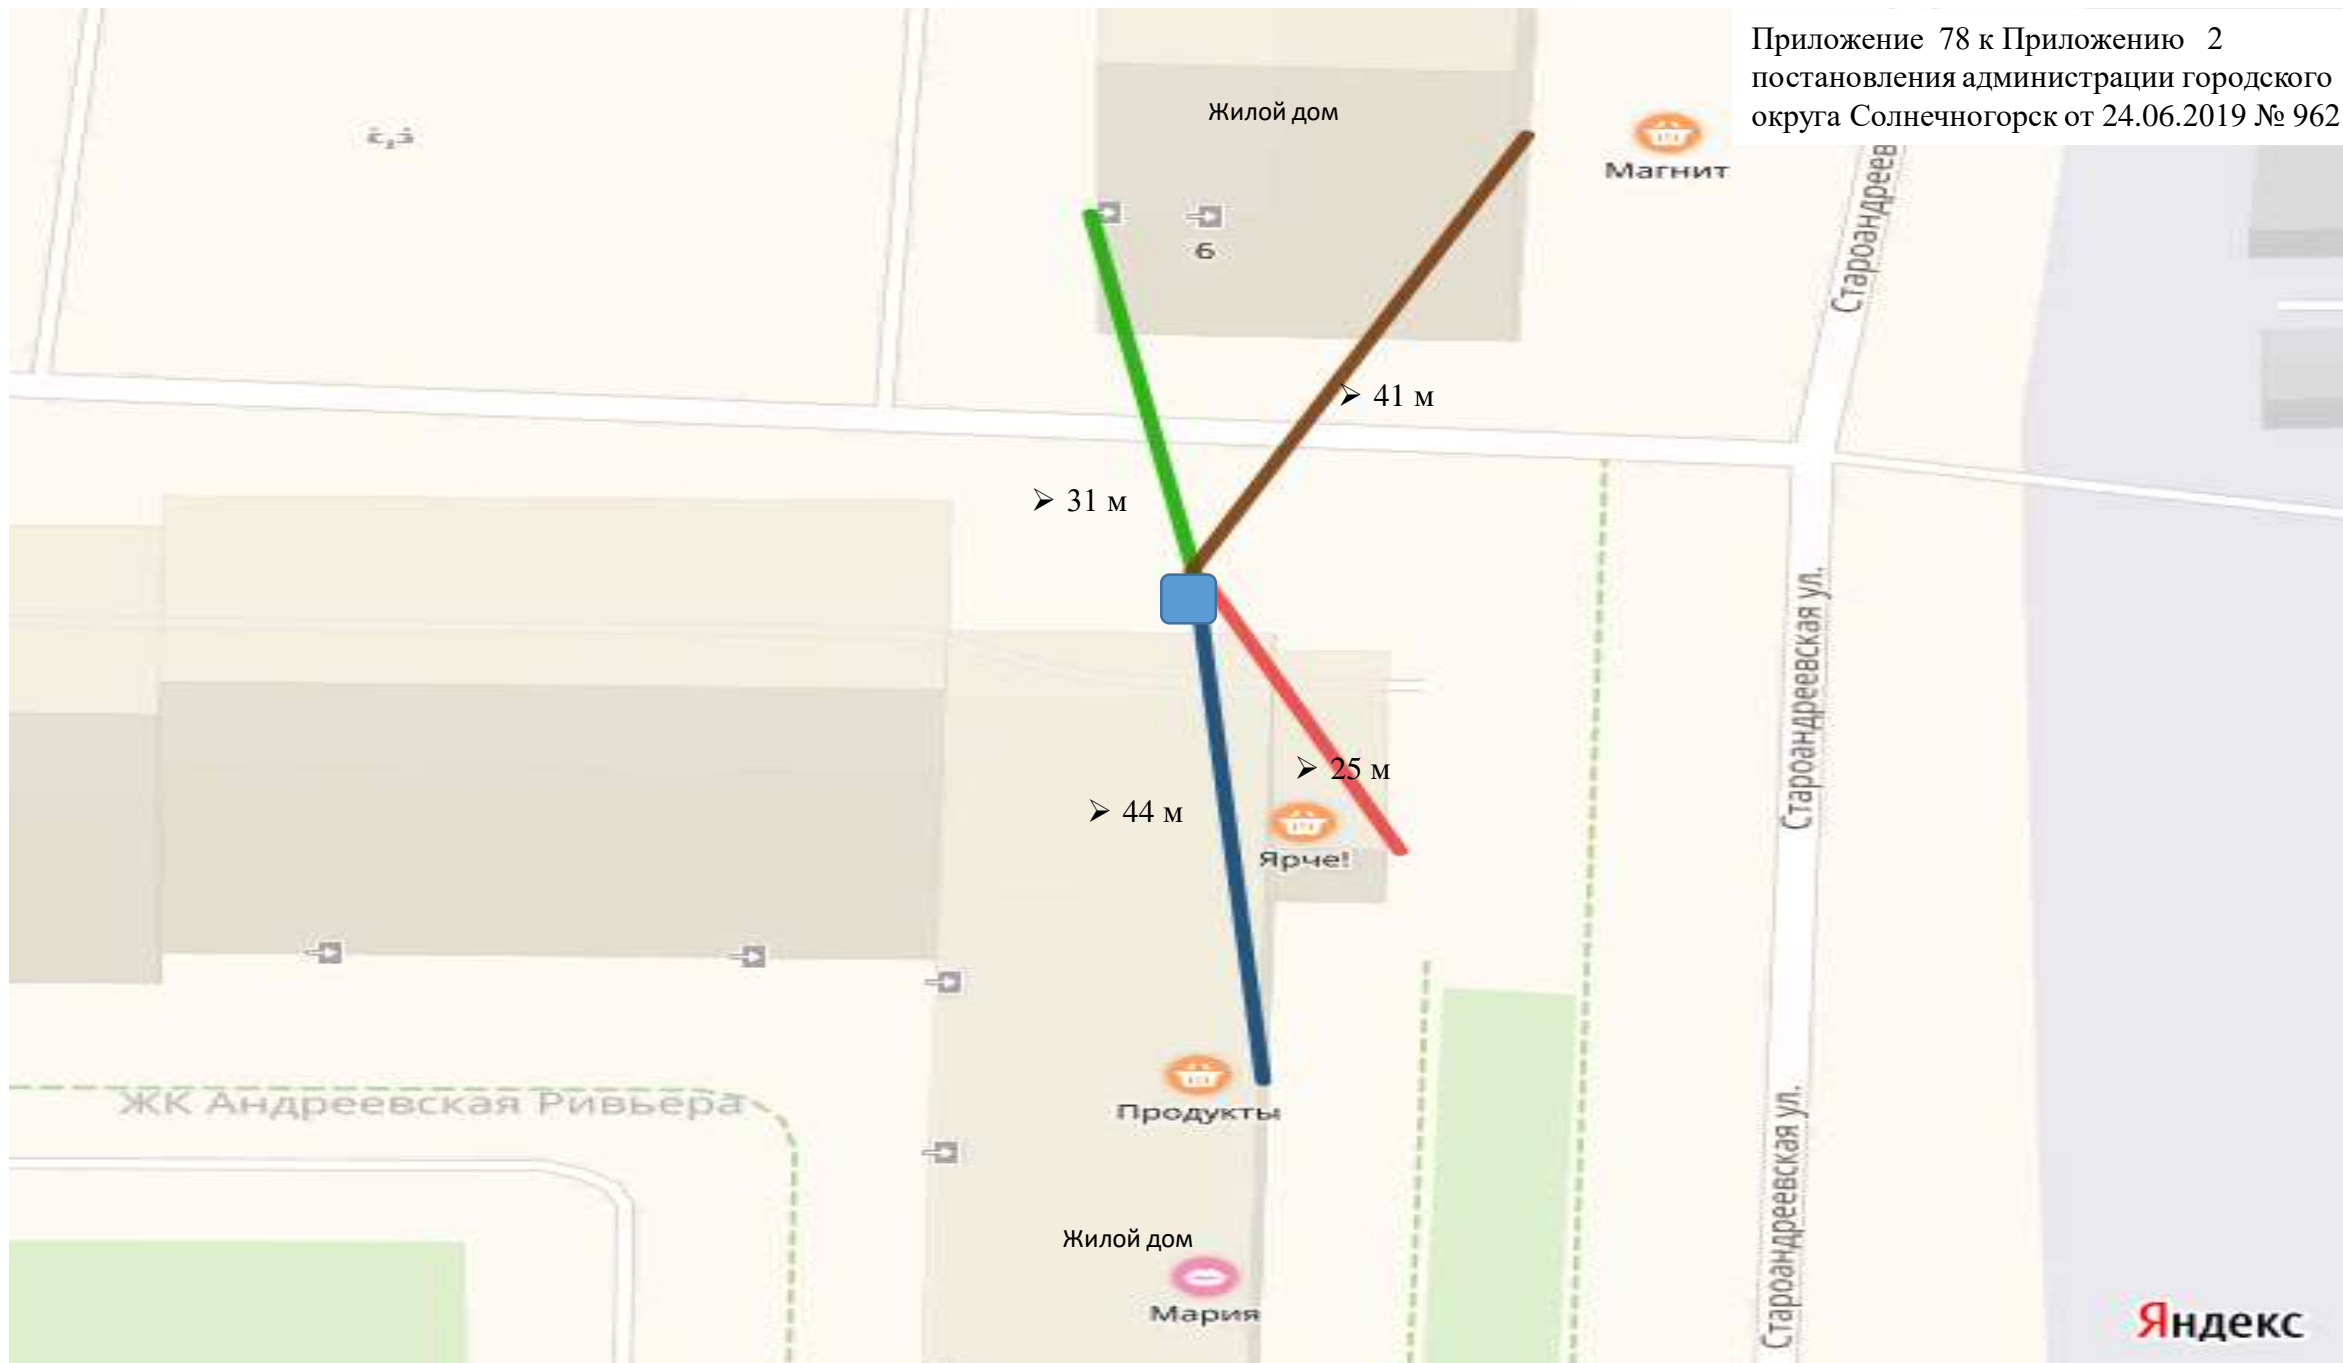 Приложение 78 к Приложению 2
постановления администрации городского
округа Солнечногорск от 24.06.2019 № 962
Жилой дом
Магнит
6
Староандреев
➢ 41 м
➢ 31 м
Староандреевская ул.
➢ 25 м
➢ 44 м
Ярче!
ЖК Андреевская Ривьера
Продукты
Староандреевская ул.
Жилой дом
Мария
Яндекс